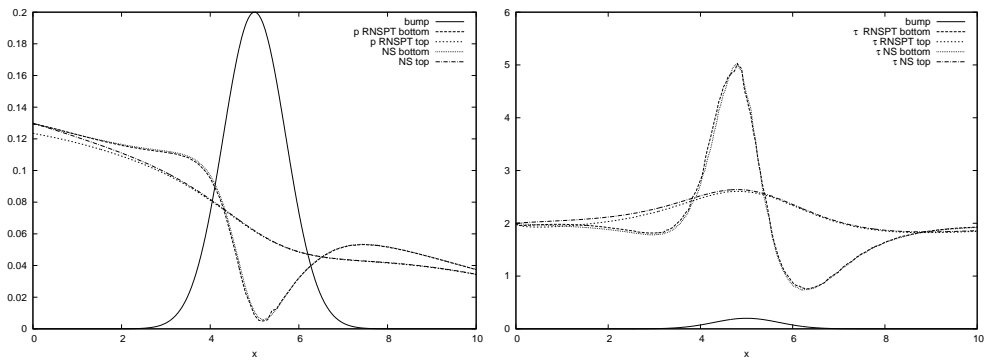 0.2
0.18
0.16
0.14
0.12
0.1
0.08
0.06
0.04
0.02
0
0 2 4 6 8 10
x
bump
p RNSPT bottom
p RNSPT top
NS bottom
NS top
6
5
4
3
2
1
0
0 2 4 6 8 10
x
bump
τ RNSPT bottom
τ RNSPT top
τ NS bottom
τ NS top